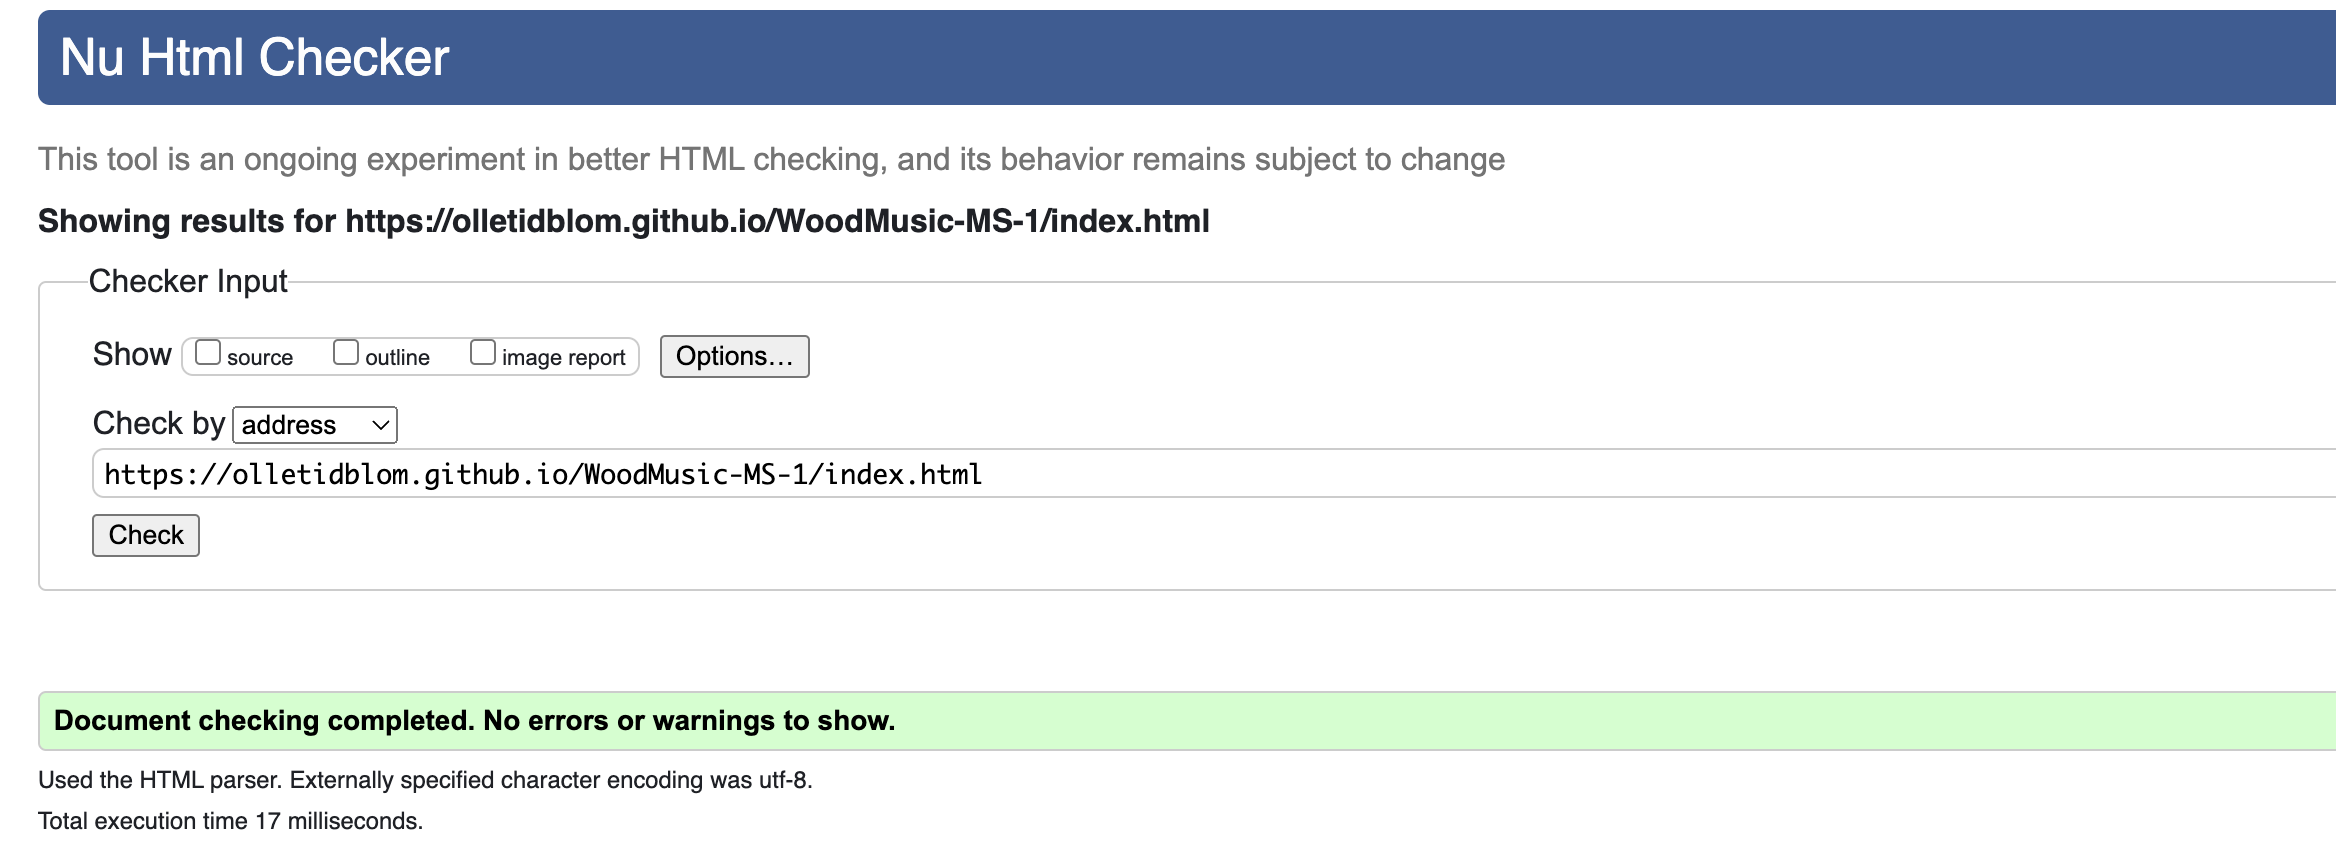 Nu Html Checker
This tool is an ongoing experiment in better HTML checking, and its behavior remains subject to change
Showing results for https://olletidblom.github.io/WoodMusic-MS-1/index.html
Checker Input
Show source outline image report Options…
Check by address
https://olletidblom.github.io/WoodMusic-MS-1/index.html
Check
Document checking completed. No errors or warnings to show.
Used the HTML parser. Externally specified character encoding was utf-8.
Total execution time 17 milliseconds.